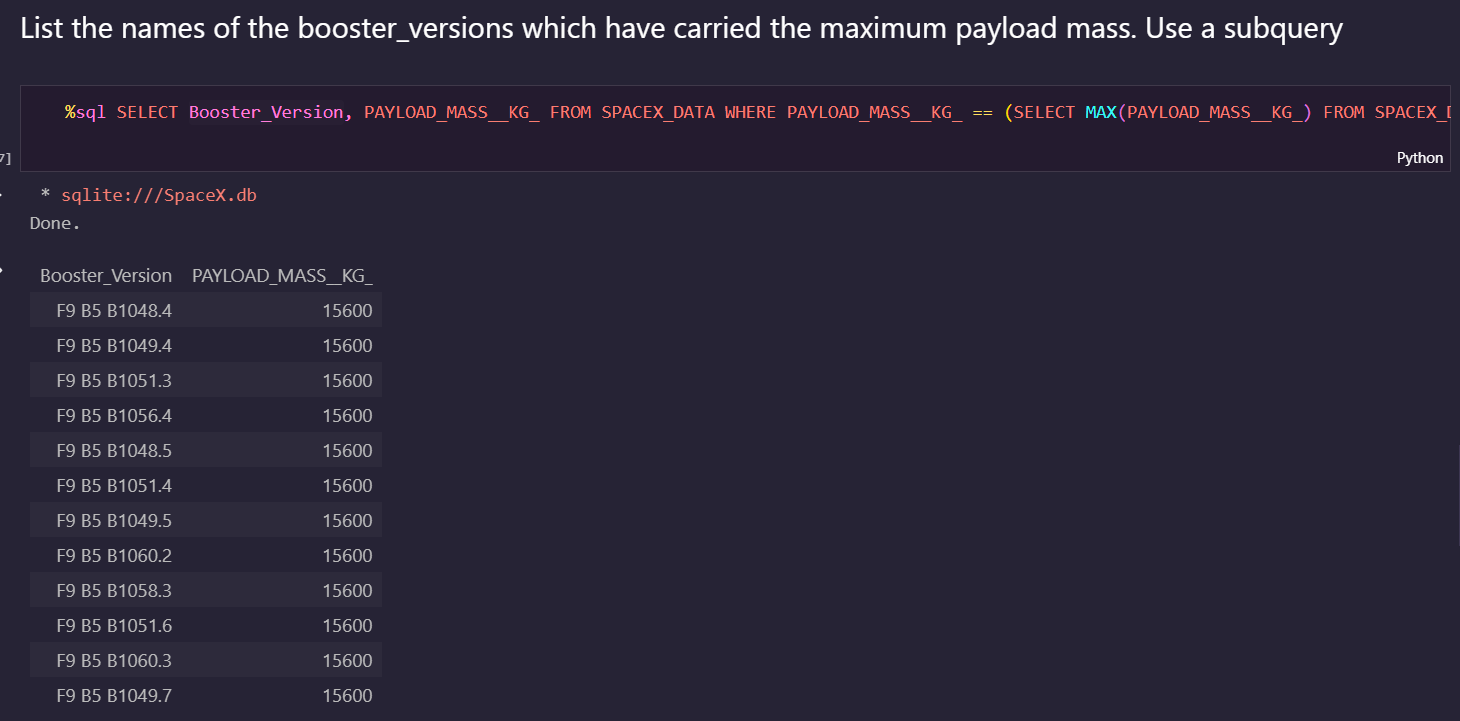 List the names of the booster_versions which have carried the maximum payload mass. Use a subquery
%sql SELECT Booster_Version, PAYLOAD_MASS__KG_ FROM SPACEX_DATA WHERE PAYLOAD_MASS__KG_ == (SELECT MAX(PAYLOAD_MASS__KG_) FROM
7]
Python
* sqlite:///SpaceX.db
Done.
Booster_Version PAYLOAD_MASS__KG_
F9 B5 B1048.4 15600
F9 B5 B1049.4 15600
F9 B5 B1051.3 15600
F9 B5 B1056.4 15600
F9 B5 B1048.5 15600
F9 B5 B1051.4 15600
F9 B5 B1049.5 15600
F9 B5 B1060.2 15600
F9 B5 B1058.3 15600
F9 B5 B1051.6 15600
F9 B5 B1060.3 15600
F9 B5 B1049.7 15600